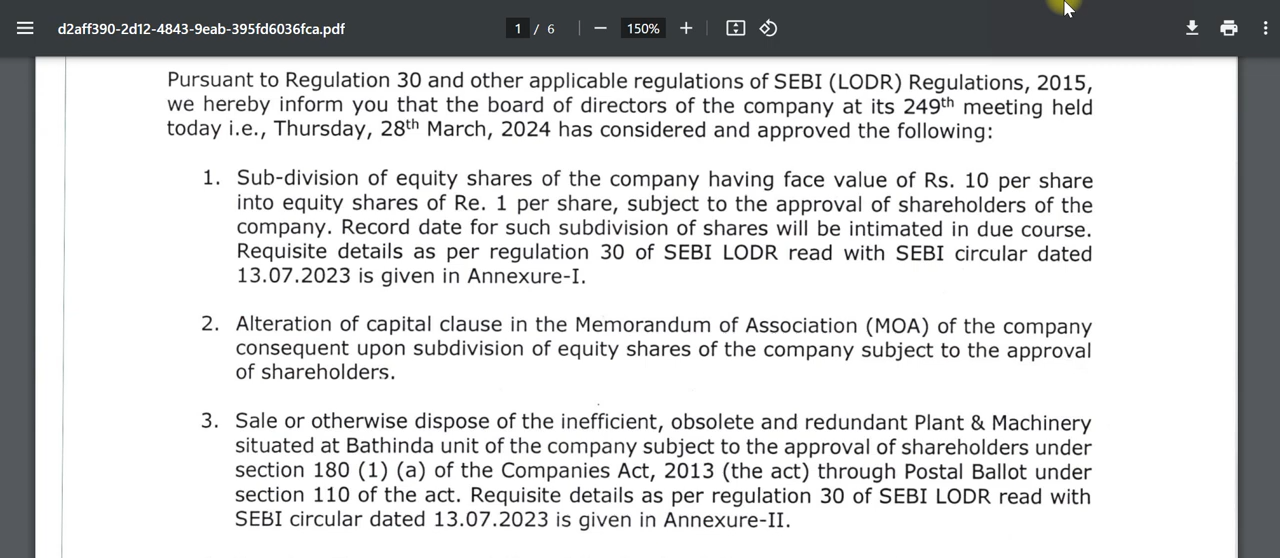 d2aff390-2d12-4843-9eab-395fd6036fca.pdf 1 / 6 150%
Pursuant to Regulation 30 and other applicable regulations of SEBI (LODR) Regulations, 2015,
we hereby inform you that the board of directors of the company at its 249th meeting held
today i.e., Thursday, 28th March, 2024 has considered and approved the following:
1. Sub-division of equity shares of the company having face value of Rs. 10 per share
into equity shares of Re. 1 per share, subject to the approval of shareholders of the
company. Record date for such subdivision of shares will be intimated in due course.
Requisite details as per regulation 30 of SEBI LODR read with SEBI circular dated
13.07.2023 is given in Annexure-I.
2. Alteration of capital clause in the Memorandum of Association (MOA) of the company
consequent upon subdivision of equity shares of the company subject to the approval
of shareholders.
3. Sale or otherwise dispose of the inefficient, obsolete and redundant Plant & Machinery
situated at Bathinda unit of the company subject to the approval of shareholders under
section 180 (1) (a) of the Companies Act, 2013 (the act) through Postal Ballot under
section 110 of the act. Requisite details as per regulation 30 of SEBI LODR read with
SEBI circular dated 13.07.2023 is given in Annexure-II.